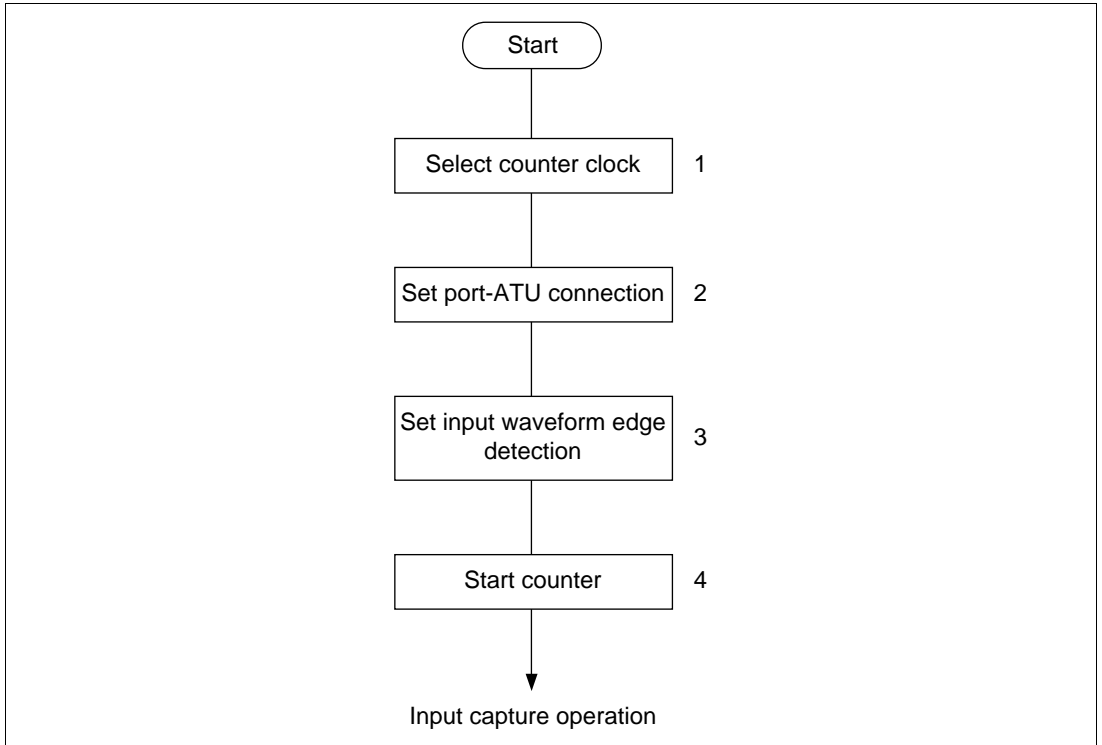 Start
Select counter clock 1
Set port-ATU connection 2
Set input waveform edge
detection 3
Start counter 4
Input capture operation